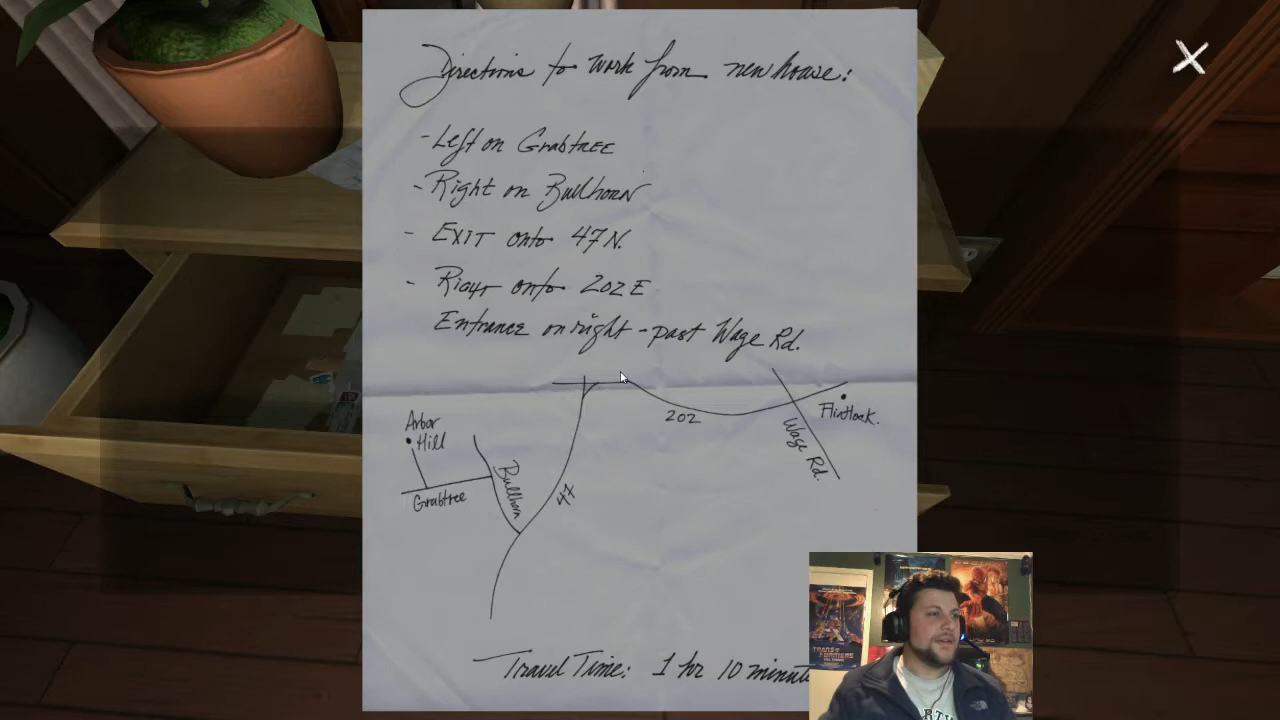 Directions to work from new house:
- Left on Grabtree
- Right on Bullhorn
- Exit onto 47 N.
- Right onto 202 E
Entrance on right - past Wage Rd.
202
Flintlock.
Arbor
Hill
Wage Rd.
Bullhorn
47
Grabtree
Travel Time: 1 hr 10 minut
TRANSFORMERS